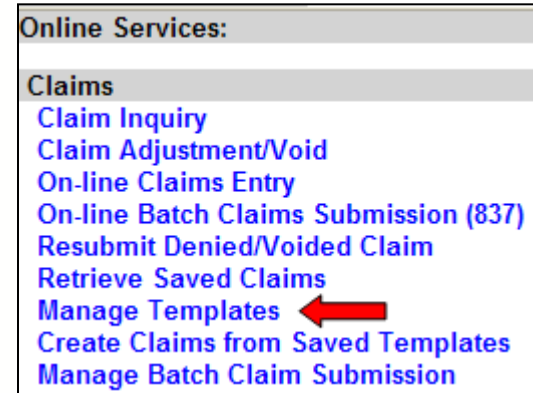 Online Services:
Claims
Claim Inquiry
Claim Adjustment/Void
On-line Claims Entry
On-line Batch Claims Submission (837)
Resubmit Denied/Voided Claim
Retrieve Saved Claims
Manage Templates
Create Claims from Saved Templates
Manage Batch Claim Submission